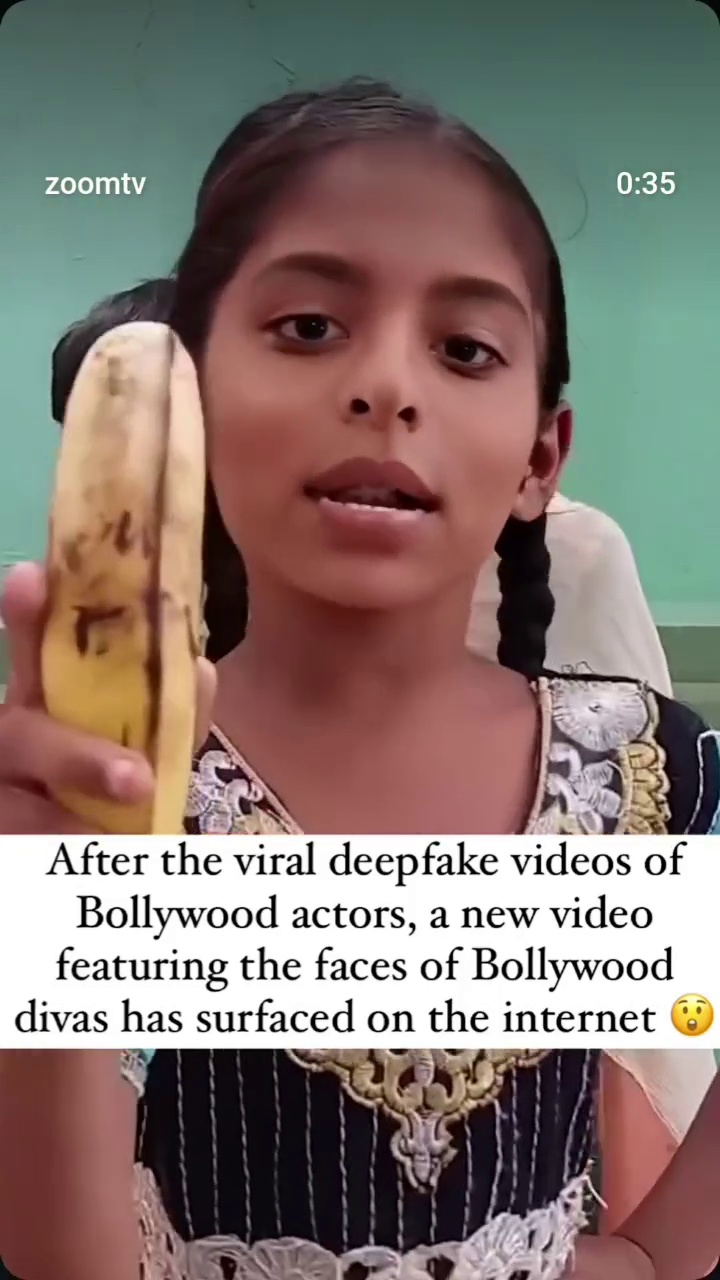 zoomtv
0:35
After the viral deepfake videos of
Bollywood actors, a new video
featuring the faces of Bollywood
divas has surfaced on the internet 😲